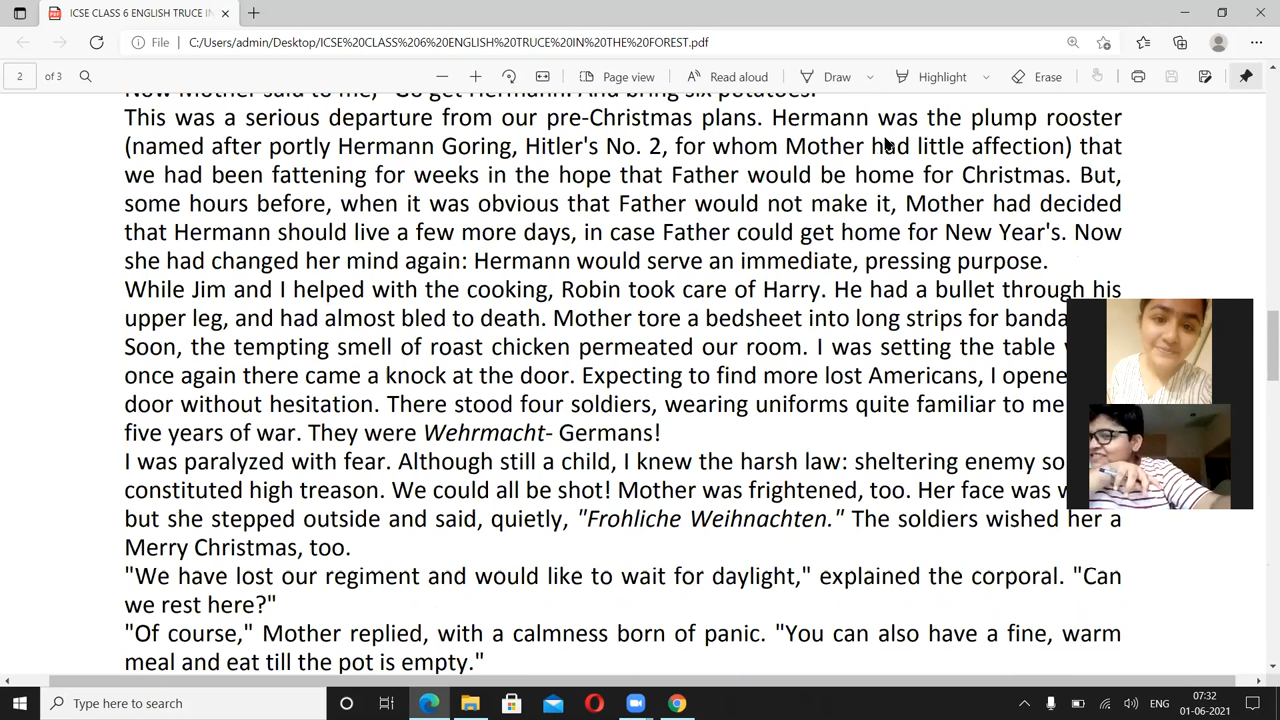 ICSE CLASS 6 ENGLISH TRUCE IN
File
C:/Users/admin/Desktop/ICSE%20CLASS%206%20ENGLISH%20TRUCE%20IN%20THE%20FOREST.pdf
2 of 3 Page view Read aloud Draw Highlight Erase
Now Mother said to me, "Go get Hermann. And bring six potatoes."
This was a serious departure from our pre-Christmas plans. Hermann was the plump rooster
(named after portly Hermann Goring, Hitler's No. 2, for whom Mother had little affection) that
we had been fattening for weeks in the hope that Father would be home for Christmas. But,
some hours before, when it was obvious that Father would not make it, Mother had decided
that Hermann should live a few more days, in case Father could get home for New Year's. Now
she had changed her mind again: Hermann would serve an immediate, pressing purpose.
While Jim and I helped with the cooking, Robin took care of Harry. He had a bullet through his
upper leg, and had almost bled to death. Mother tore a bedsheet into long strips for banda
Soon, the tempting smell of roast chicken permeated our room. I was setting the table
once again there came a knock at the door. Expecting to find more lost Americans, I opene
door without hesitation. There stood four soldiers, wearing uniforms quite familiar to me
five years of war. They were Wehrmacht- Germans!
I was paralyzed with fear. Although still a child, I knew the harsh law: sheltering enemy so
constituted high treason. We could all be shot! Mother was frightened, too. Her face was
but she stepped outside and said, quietly, "Frohliche Weihnachten." The soldiers wished her a
Merry Christmas, too.
"We have lost our regiment and would like to wait for daylight," explained the corporal. "Can
we rest here?"
"Of course," Mother replied, with a calmness born of panic. "You can also have a fine, warm
meal and eat till the pot is empty."
Type here to search
ENG
07:32
01-06-2021